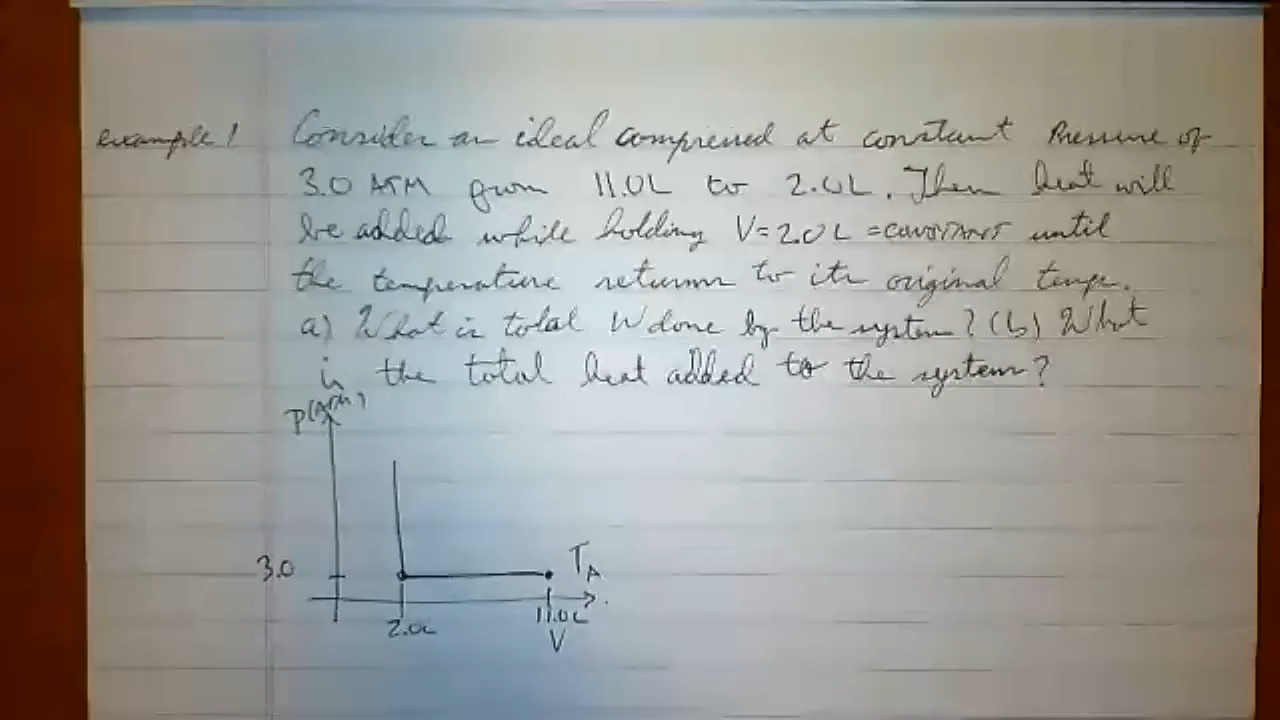 example 1 Consider an ideal compressed at constant Pressure of
3.0 ATM from 11.0L to 2.0L. Then heat will
be added while holding V=2.0L =CONSTANT until
the temperature returns to its original temp.
a) What is total W done by the system? (b) What
is the total heat added to the system?
P(ATM)
3.0
T_A
2.0L
11.0L
V